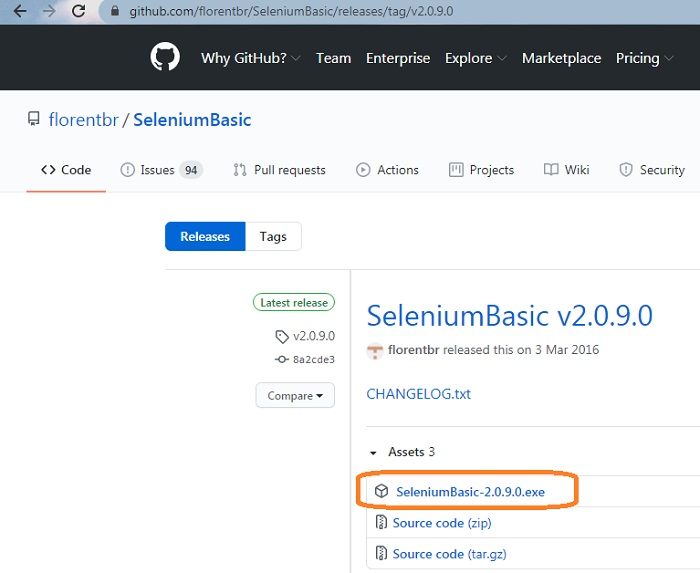 github.com/florentbr/SeleniumBasic/releases/tag/v2.0.9.0
Why GitHub? Team Enterprise Explore Marketplace Pricing
florentbr / SeleniumBasic
Code Issues 94 Pull requests Actions Projects Wiki Security
Releases Tags
Latest release
v2.0.9.0
8a2cde3
Compare
SeleniumBasic v2.0.9.0
florentbr released this on 3 Mar 2016
CHANGELOG.txt
Assets 3
SeleniumBasic-2.0.9.0.exe
Source code (zip)
Source code (tar.gz)